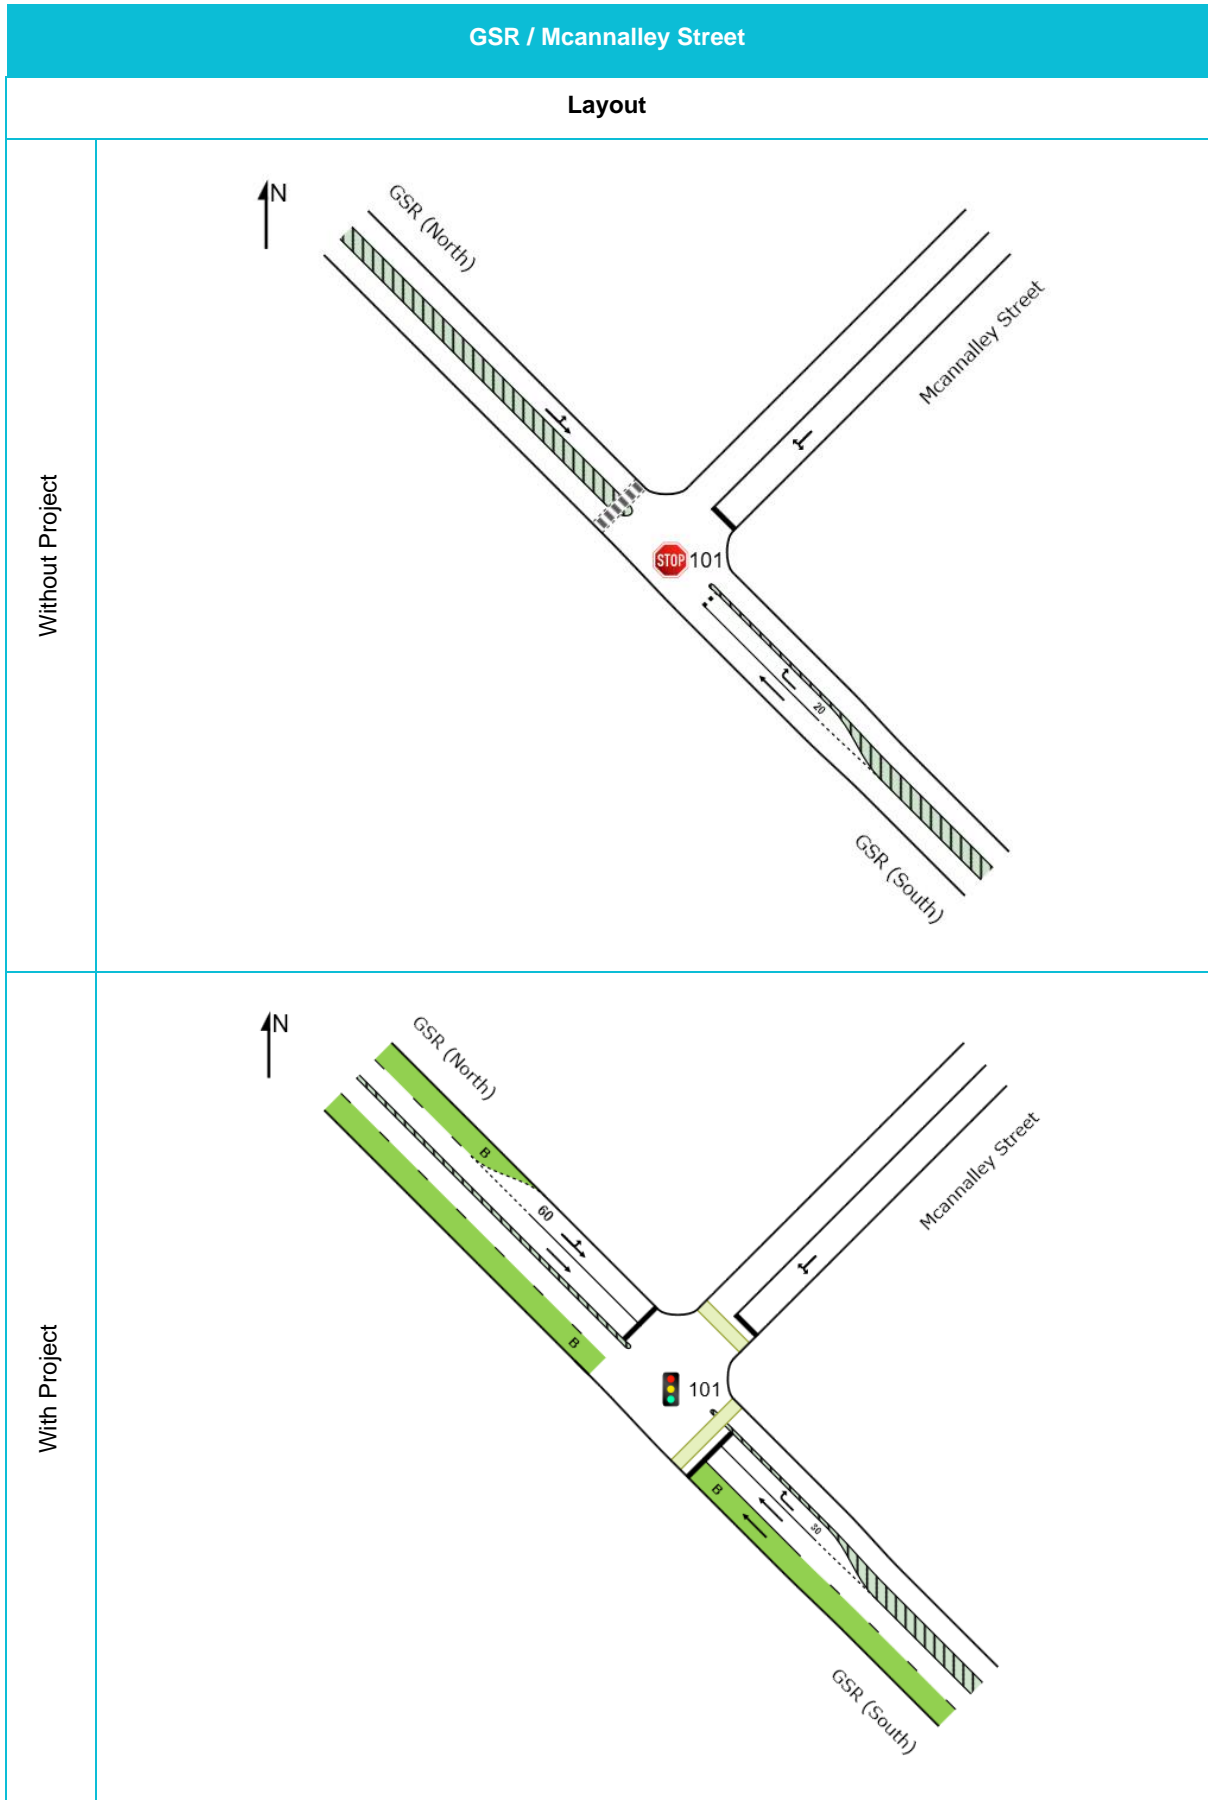 GSR / Mcannalley Street
Layout
Without Project
N
GSR (North)
Mcannalley Street
STOP 101
20
GSR (South)
With Project
N
GSR (North)
B
60
Mcannalley Street
B
101
B
30
GSR (South)